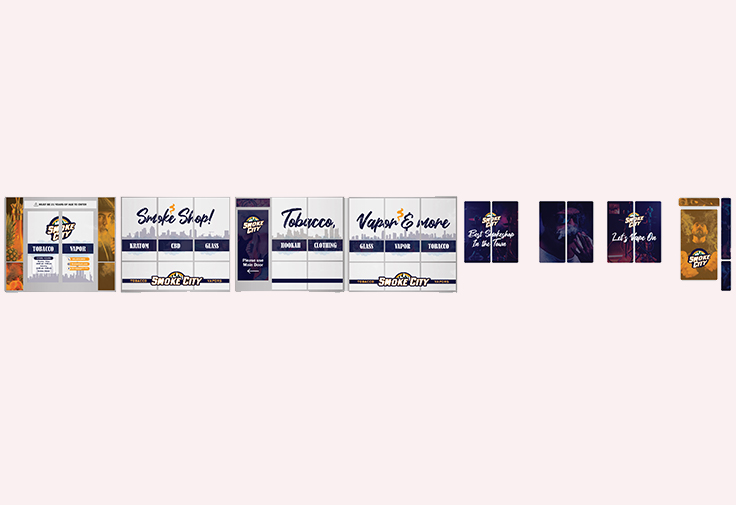 MUST BE 21 YEARS OF AGE TO ENTER
SMOKE
CITY
TOBACCO
VAPOR
Smoke Shop!
KRATOM
CBD
GLASS
TOBACCO
SMOKE CITY
VAPERS
SMOKE
CITY
Please use
Main Door
Tobacco,
HOOKAH
CLOTHING
Vapor & more
GLASS
VAPOR
TOBACCO
TOBACCO
SMOKE CITY
VAPERS
SMOKE
CITY
Best Smokeshop
In the Town
SMOKE
CITY
Let's Vape On
SMOKE
CITY